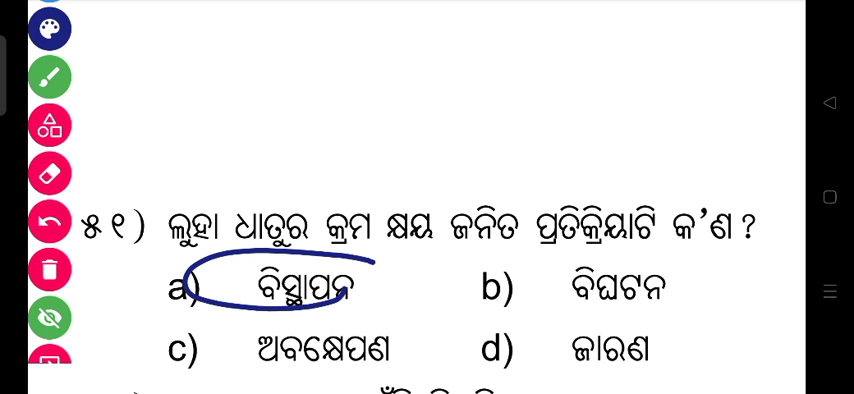 ୫୧) ଲୁହା ଧାତୁର କ୍ରମ କ୍ଷୟ ଜନିତ ପ୍ରତିକ୍ରିୟାଟି କ’ଣ ?
a) ବିସ୍ଥାପନ b) ବିଘଟନ
c) ଅବକ୍ଷେପଣ d) ଜାରଣ